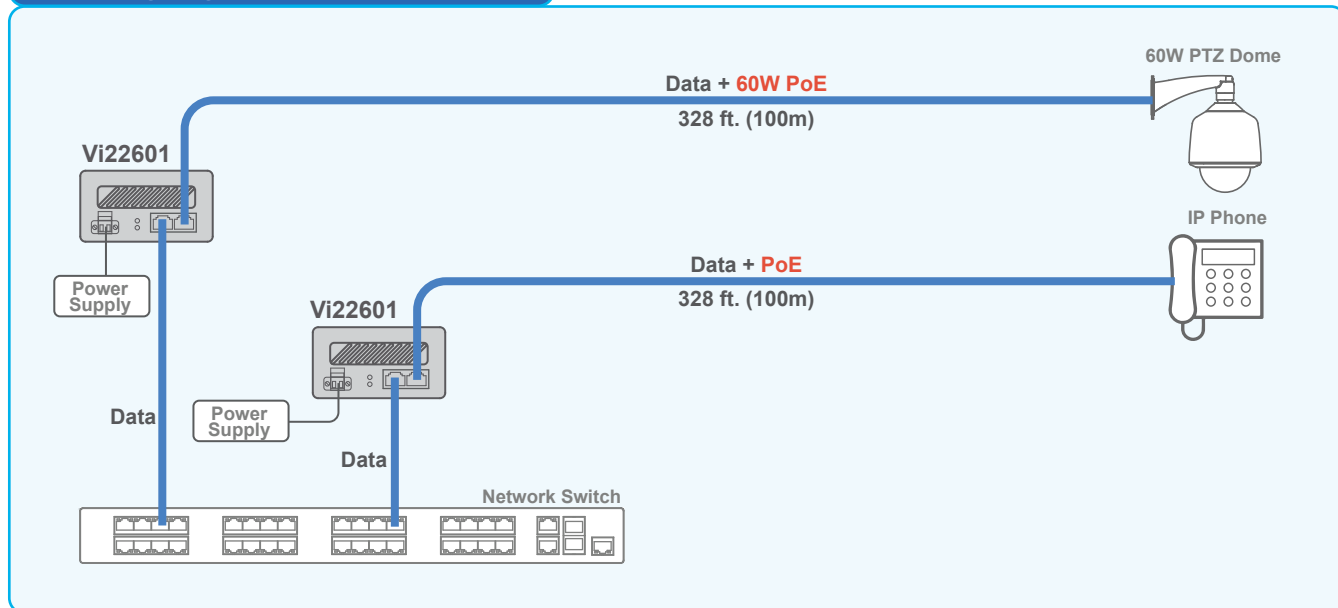 60W PTZ Dome
Data + 60W PoE
328 ft. (100m)
Vi22601
Power
Supply
IP Phone
Data + PoE
328 ft. (100m)
Vi22601
Power
Supply
Data
Data
Network Switch